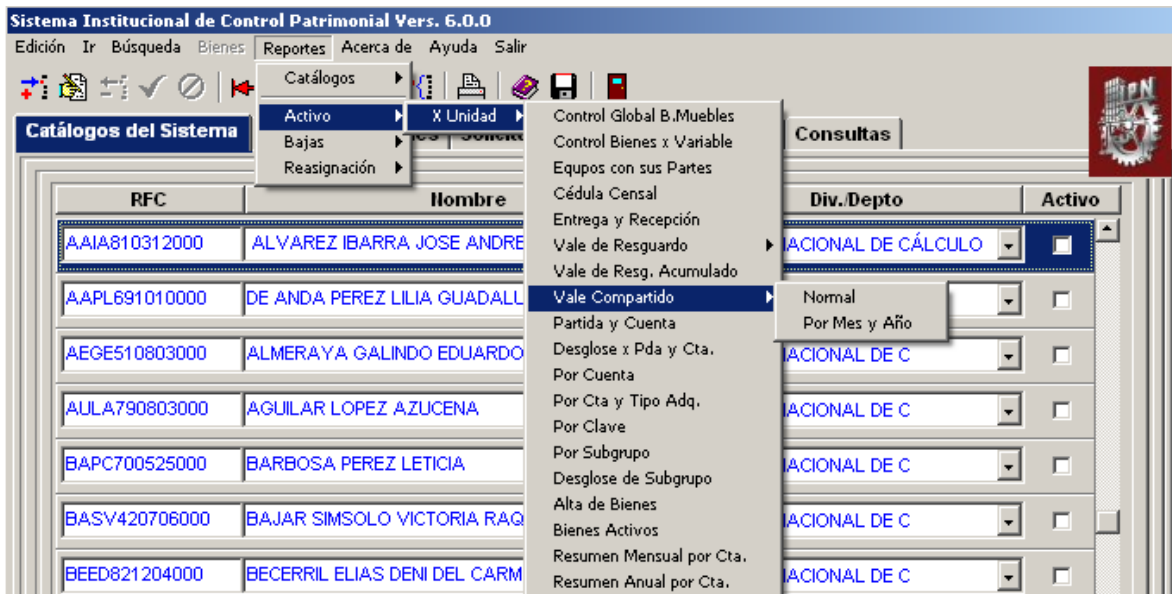 Sistema Institucional de Control Patrimonial Vers. 6.0.0
Edición Ir Búsqueda Bienes Reportes Acerca de Ayuda Salir
Catálogos
Activo
Bajas
Reasignación
X Unidad
Control Global B.Muebles
Control Bienes x Variable
Equpos con sus Partes
Cédula Censal
Entrega y Recepción
Vale de Resguardo
Vale de Resg. Acumulado
Vale Compartido
Partida y Cuenta
Desglose x Pda y Cta.
Por Cuenta
Por Cta y Tipo Adq.
Por Clave
Por Subgrupo
Desglose de Subgrupo
Alta de Bienes
Bienes Activos
Resumen Mensual por Cta.
Resumen Anual por Cta.
Normal
Por Mes y Año
IPN
Catálogos del Sistema Consultas
RFC Nombre Div./Depto Activo
AAIA810312000 ALVAREZ IBARRA JOSE ANDRE ACIONAL DE CÁLCULO
AAPL691010000 DE ANDA PEREZ LILIA GUADALU
AEGE510803000 ALMERAYA GALINDO EDUARDO ACIONAL DE C
AULA790803000 AGUILAR LOPEZ AZUCENA ACIONAL DE C
BAPC700525000 BARBOSA PEREZ LETICIA ACIONAL DE C
BASV420706000 BAJAR SIMSOLO VICTORIA RAQ ACIONAL DE C
BEED821204000 BECERRIL ELIAS DENI DEL CARM ACIONAL DE C